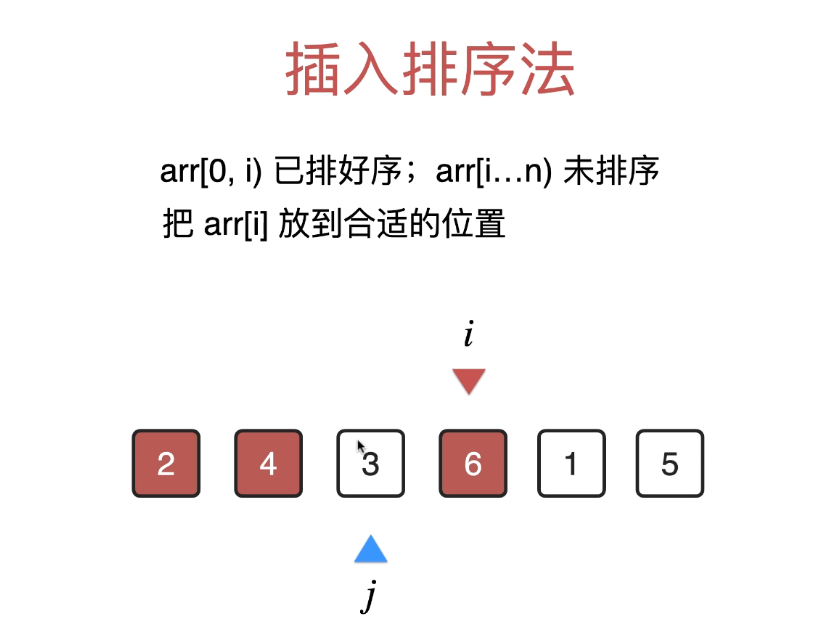 插入排序法
arr[0, i) 已排好序；arr[i…n) 未排序
把 arr[i] 放到合适的位置
i
2 4 3 6 1 5
j